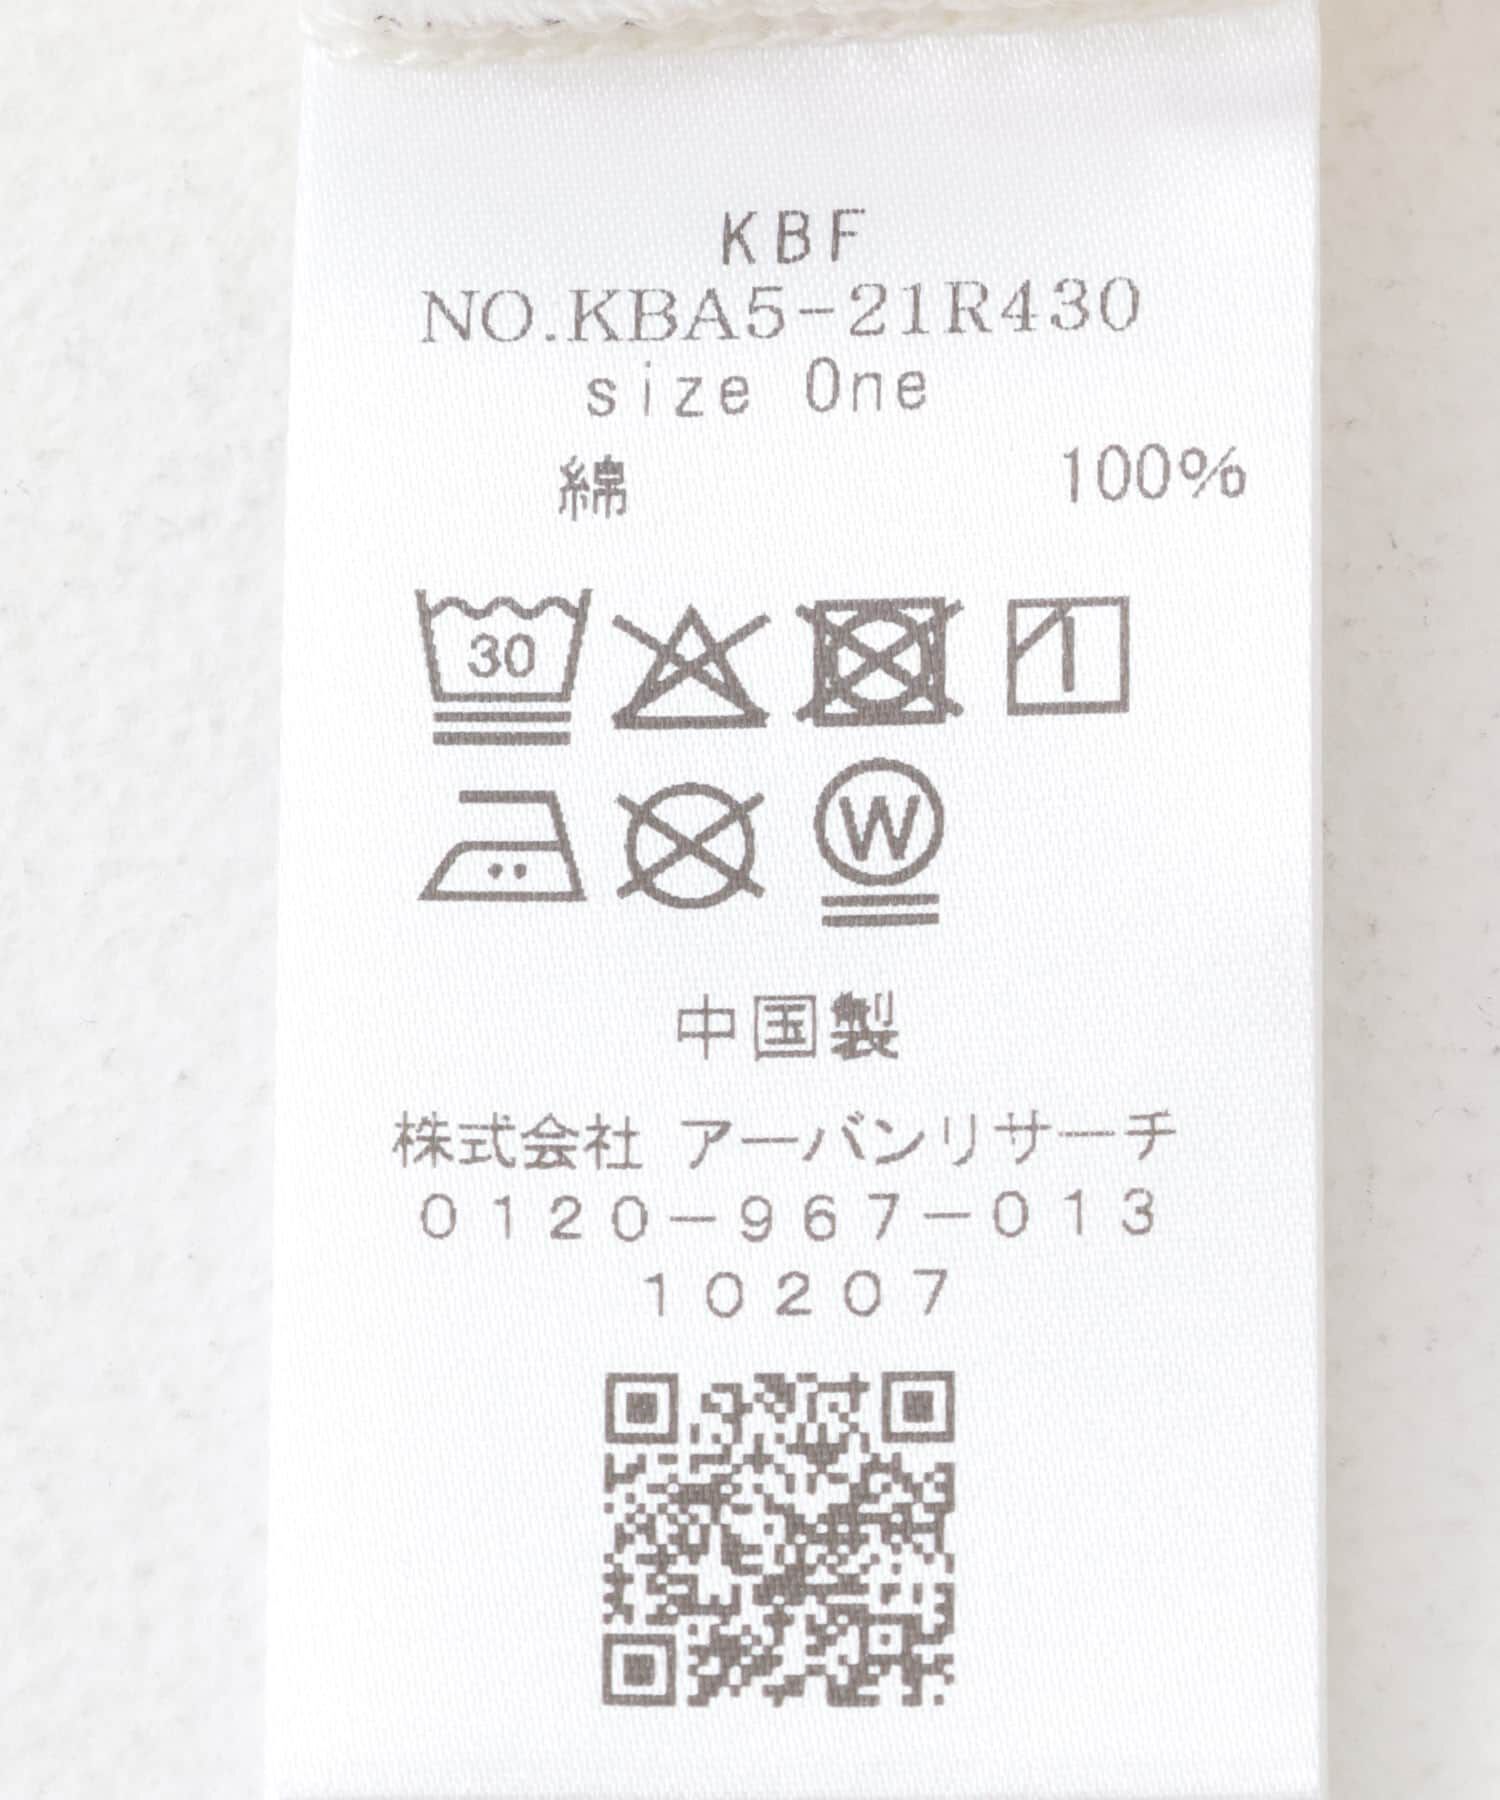 KBF
NO.KBA5-21R430
size One
綿 100%
30
W
中国製
株式会社 アーバンリサーチ
0120-967-013
10207